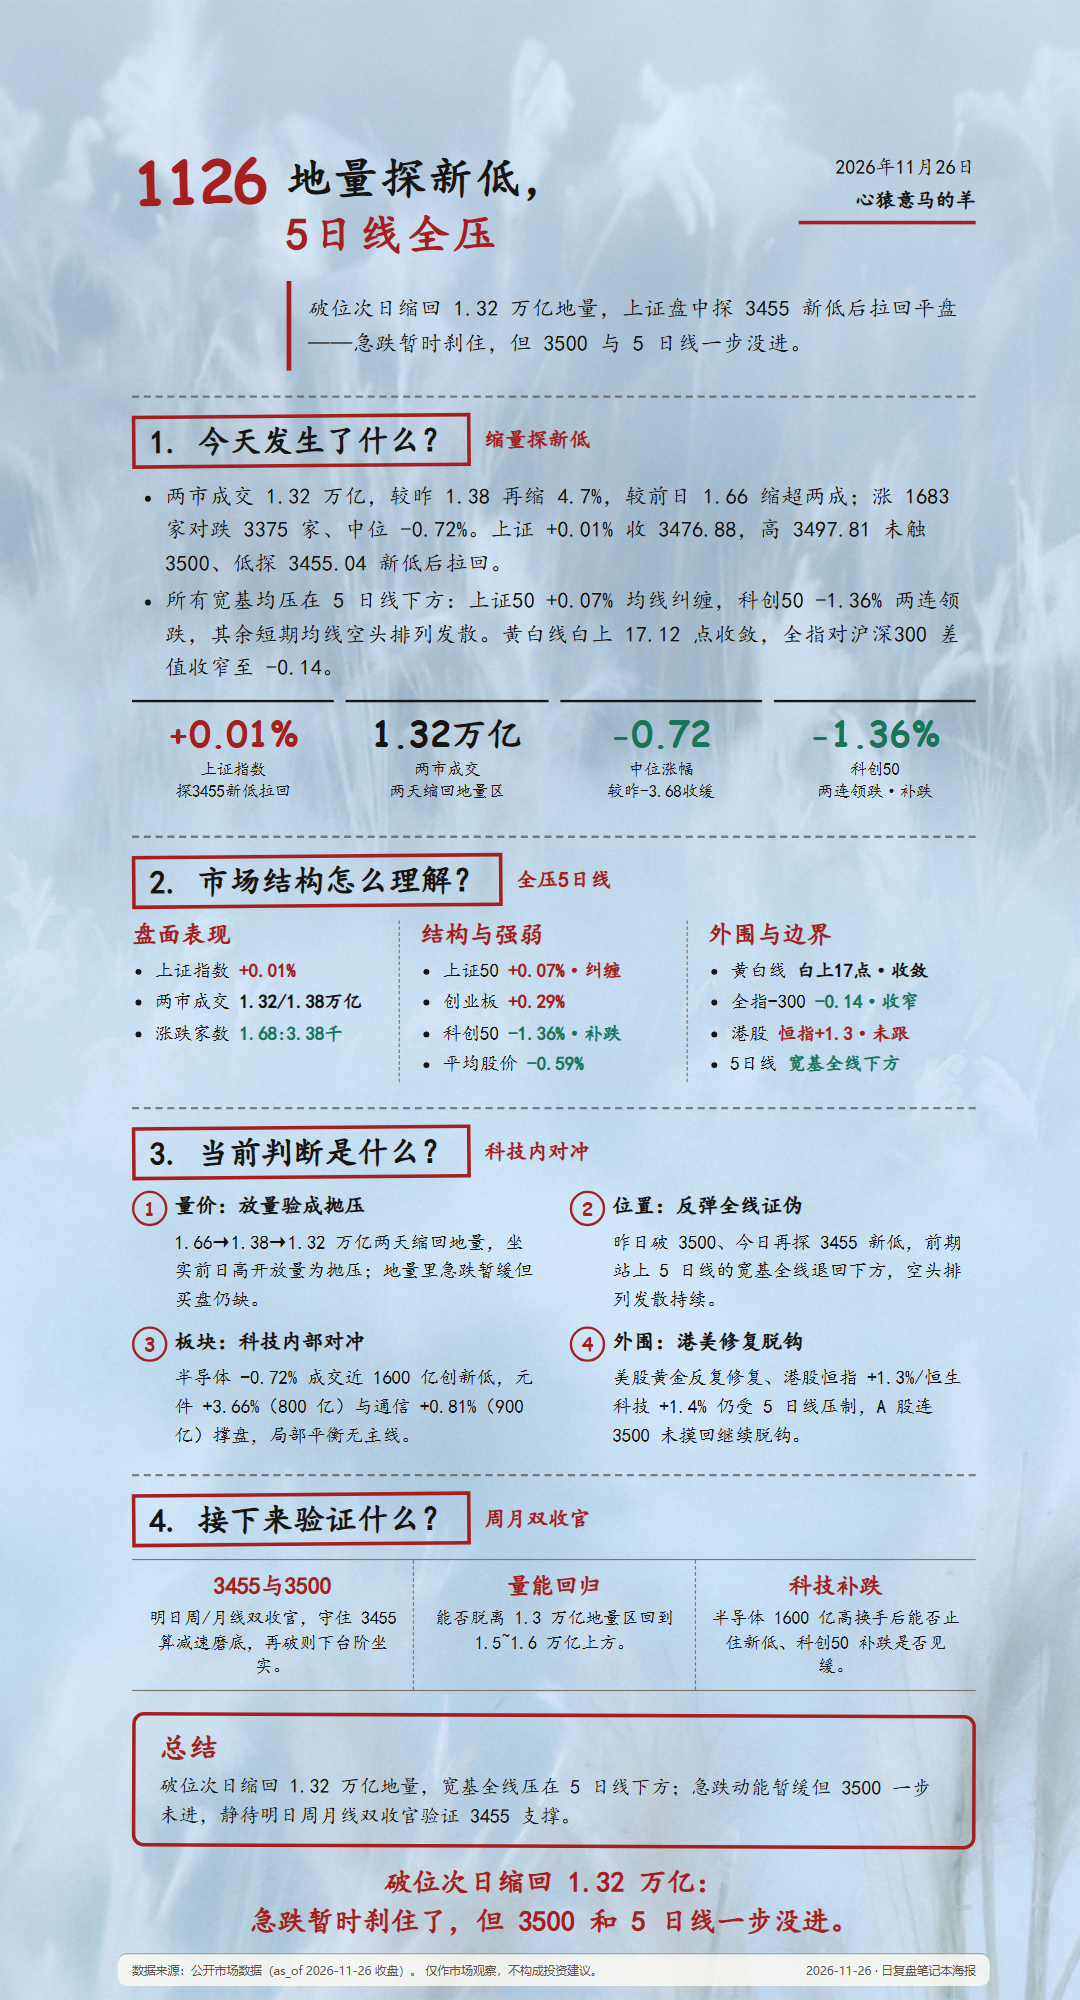 1126 地量探新低，
5日线全压
2026年11月26日
心猿意马的羊
破位次日缩回 1.32 万亿地量，上证盘中探 3455 新低后拉回平盘
——急跌暂时刹住，但 3500 与 5 日线一步没进。
1. 今天发生了什么？ 缩量探新低
• 两市成交 1.32 万亿，较昨 1.38 再缩 4.7%，较前日 1.66 缩超两成；涨 1683
家对跌 3375 家、中位 -0.72%。上证 +0.01% 收 3476.88，高 3497.81 未触
3500、低探 3455.04 新低后拉回。
• 所有宽基均压在 5 日线下方：上证50 +0.07% 均线纠缠，科创50 -1.36% 两连领
跌，其余短期均线空头排列发散。黄白线白上 17.12 点收敛，全指对沪深300 差
值收窄至 -0.14。
+0.01%
上证指数
探3455新低拉回
1.32万亿
两市成交
两天缩回地量区
-0.72
中位涨幅
较昨-3.68收缓
-1.36%
科创50
两连领跌·补跌
2. 市场结构怎么理解？ 全压5日线
盘面表现
• 上证指数 +0.01%
• 两市成交 1.32/1.38万亿
• 涨跌家数 1.68:3.38千
结构与强弱
• 上证50 +0.07%·纠缠
• 创业板 +0.29%
• 科创50 -1.36%·补跌
• 平均股价 -0.59%
外围与边界
• 黄白线 白上17点·收敛
• 全指-300 -0.14·收窄
• 港股 恒指+1.3·未跟
• 5日线 宽基全线下方
3. 当前判断是什么？ 科技内对冲
1 量价：放量验成抛压
1.66→1.38→1.32 万亿两天缩回地量，坐
实前日高开放量为抛压；地量里急跌暂缓但
买盘仍缺。
2 位置：反弹全线证伪
昨日破 3500、今日再探 3455 新低，前期
站上 5 日线的宽基全线退回下方，空头排
列发散持续。
3 板块：科技内部对冲
半导体 -0.72% 成交近 1600 亿创新低，元
件 +3.66%（800 亿）与通信 +0.81%（900
亿）撑盘，局部平衡无主线。
4 外围：港美修复脱钩
美股黄金反复修复、港股恒指 +1.3%/恒生
科技 +1.4% 仍受 5 日线压制，A 股连
3500 未摸回继续脱钩。
4. 接下来验证什么？ 周月双收官
3455与3500
明日周/月线双收官，守住 3455
算减速磨底，再破则下台阶坐
实。
量能回归
能否脱离 1.3 万亿地量区回到
1.5~1.6 万亿上方。
科技补跌
半导体 1600 亿高换手后能否止
住新低、科创50 补跌是否见
缓。
总结
破位次日缩回 1.32 万亿地量，宽基全线压在 5 日线下方；急跌动能暂缓但 3500 一步
未进，静待明日周月线双收官验证 3455 支撑。
破位次日缩回 1.32 万亿：
急跌暂时刹住了，但 3500 和 5 日线一步没进。
数据来源：公开市场数据（as_of 2026-11-26 收盘）。仅作市场观察，不构成投资建议。
2026-11-26 · 日复盘笔记本海报